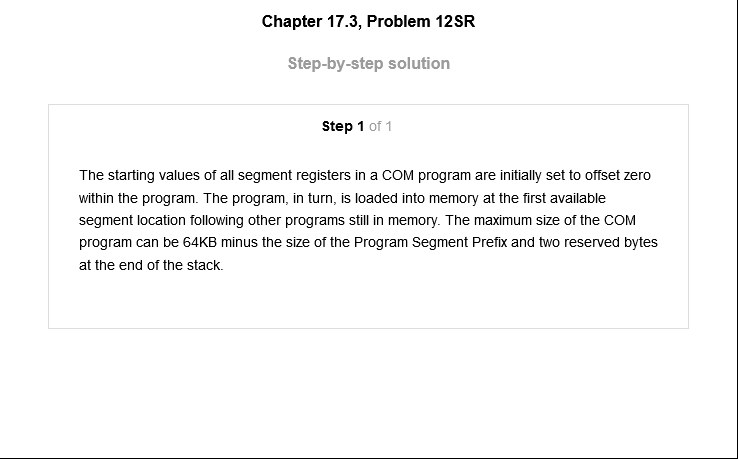 Chapter 17.3, Problem 12SR
Step-by-step solution
Step 1 of 1
The starting values of all segment registers in a COM program are initially set to offset zero
within the program. The program, in turn, is loaded into memory at the first available
segment location following other programs still in memory. The maximum size of the COM
program can be 64KB minus the size of the Program Segment Prefix and two reserved bytes
at the end of the stack.